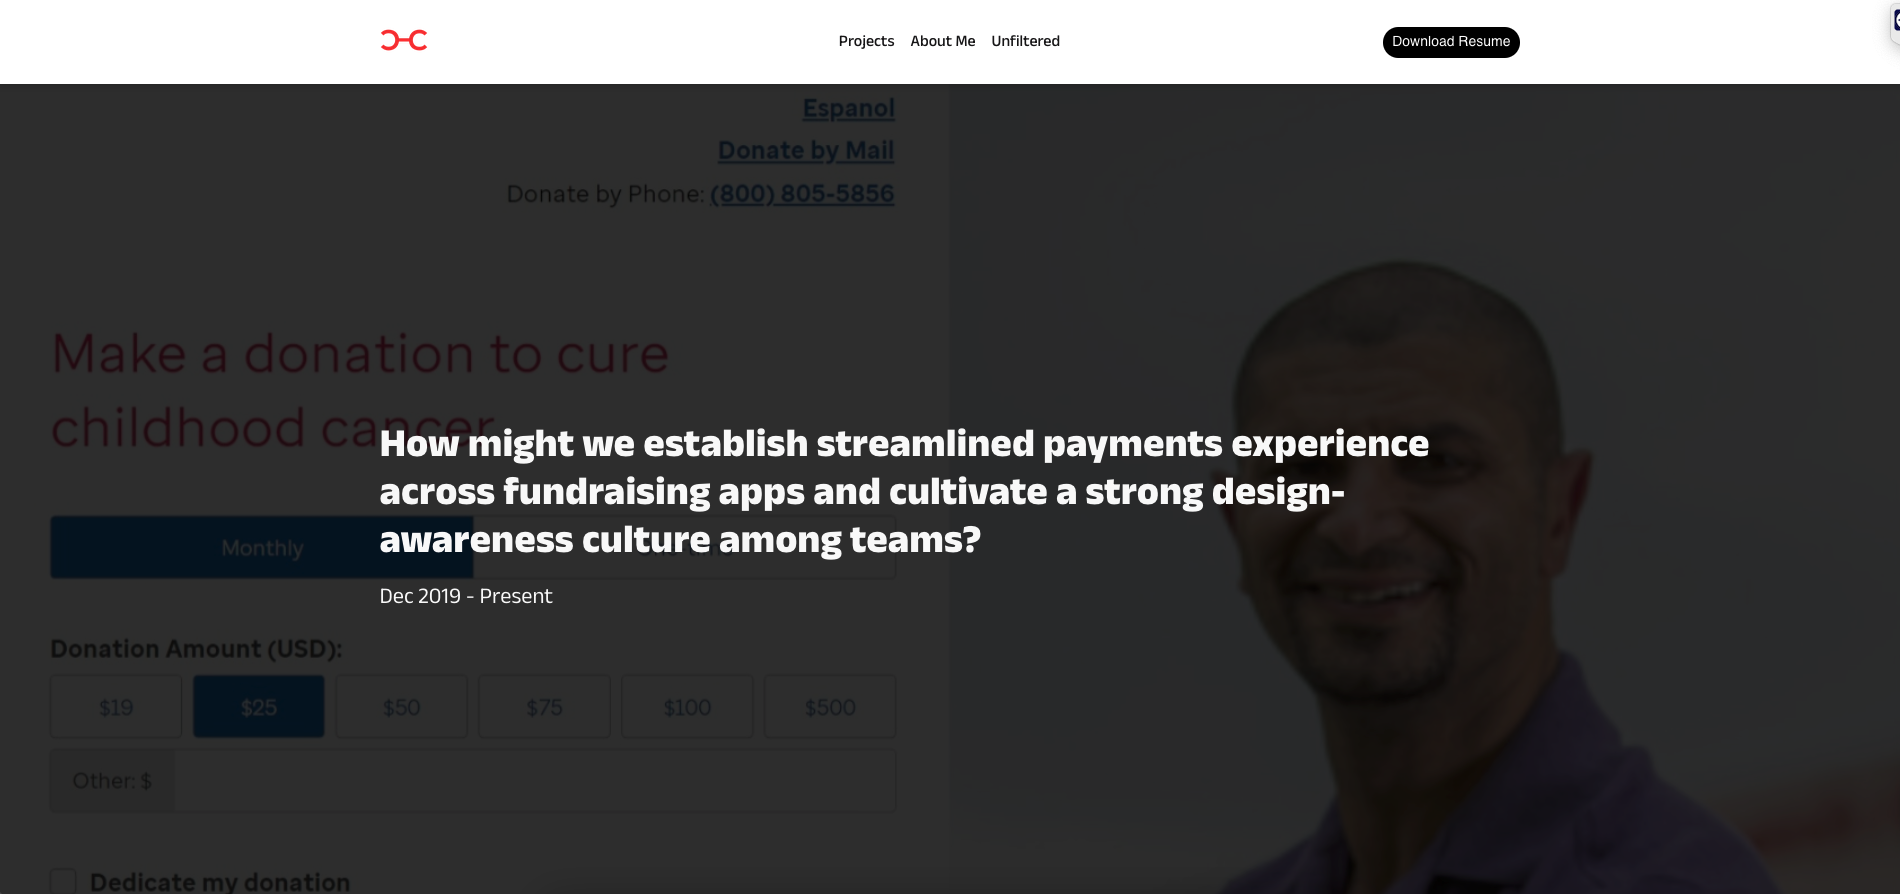 Projects About Me Unfiltered Download Resume
Espanol
Donate by Mail
Donate by Phone: (800) 805-5856
Make a donation to cure
childhood cancer
How might we establish streamlined payments experience
across fundraising apps and cultivate a strong design-
awareness culture among teams?
Monthly
Dec 2019 - Present
Donation Amount (USD):
$19 $25 $50 $75 $100 $500
Other: $
Dedicate my donation